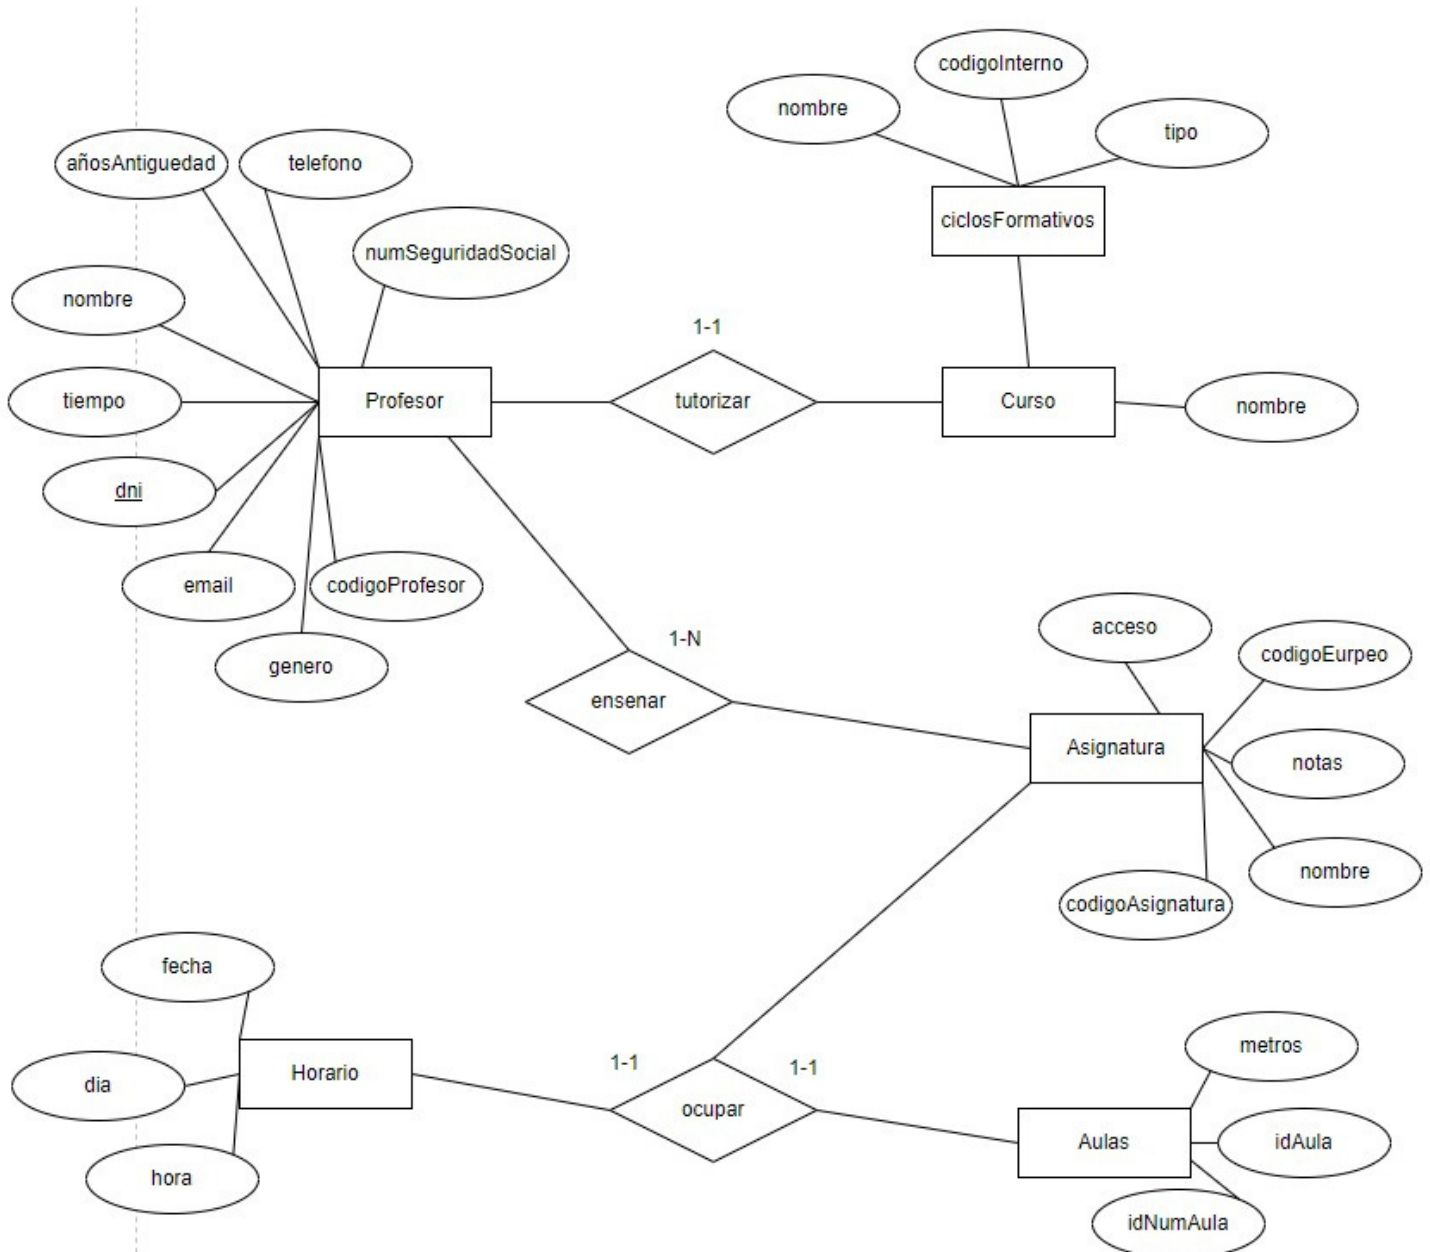 codigoInterno
nombre
tipo
añosAntiguedad
telefono
ciclosFormativos
numSeguridadSocial
nombre
1-1
tiempo
Profesor
tutorizar
Curso
nombre
dni
email
codigoProfesor
genero
1-N
acceso
codigoEurpeo
ensenar
Asignatura
notas
nombre
codigoAsignatura
fecha
metros
1-1
1-1
Horario
dia
ocupar
Aulas
idAula
hora
idNumAula